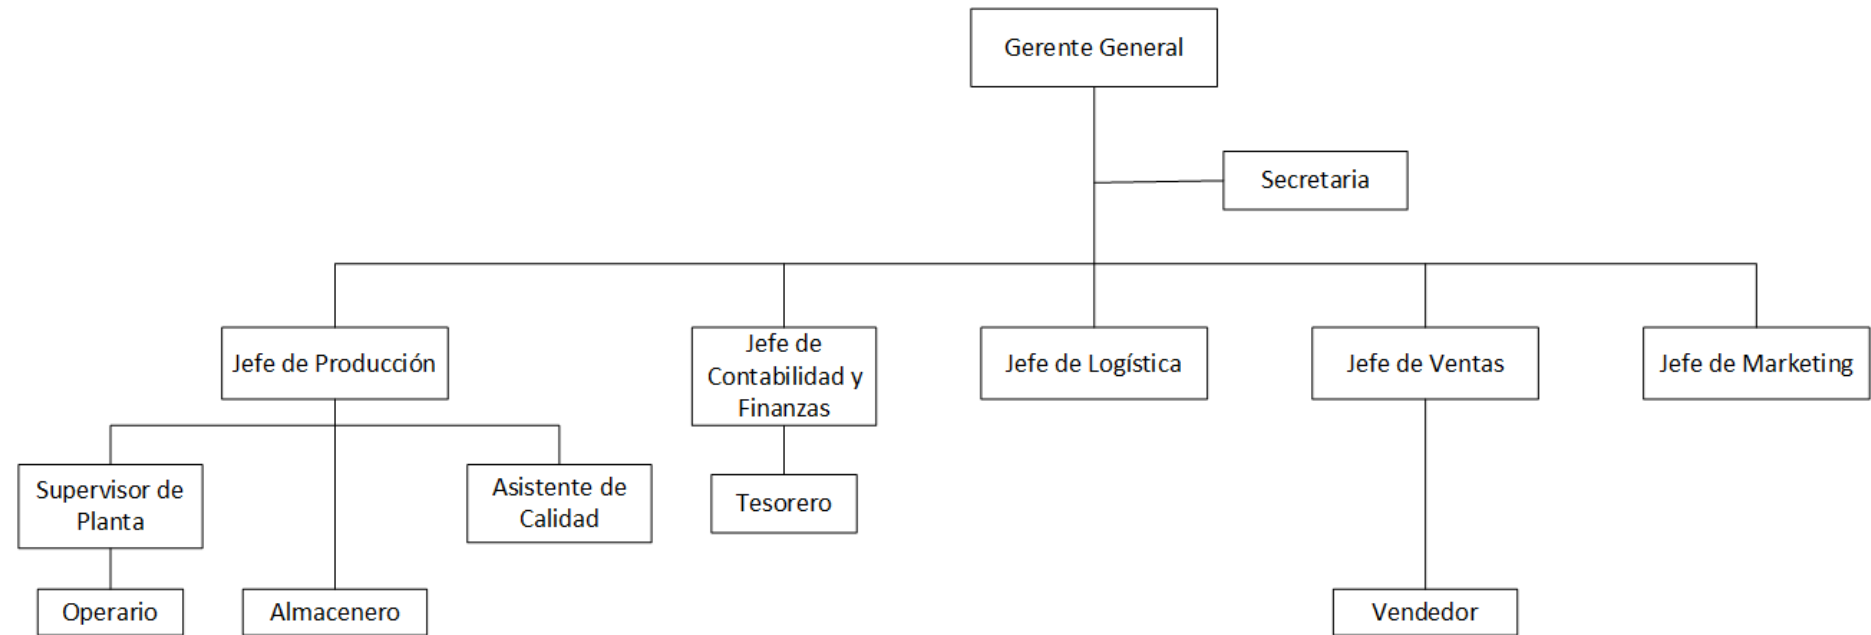 Gerente General
Secretaria
Jefe de Producción
Jefe de
Contabilidad y
Finanzas
Jefe de Logística
Jefe de Ventas
Jefe de Marketing
Supervisor de
Planta
Asistente de
Calidad
Tesorero
Operario
Almacenero
Vendedor